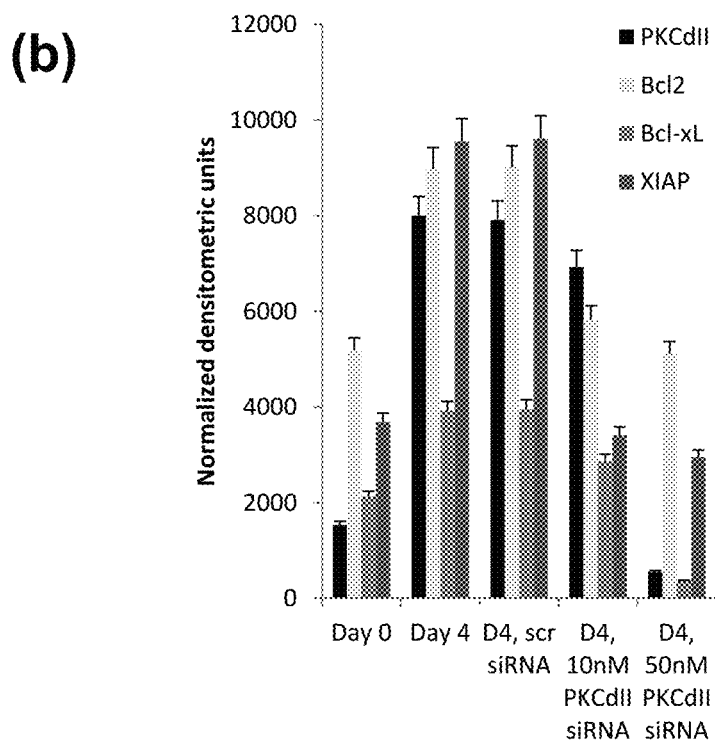 (b)
12000
10000
8000
6000
4000
2000
0
Normalized densitometric units
PKCdII
Bcl2
Bcl-xL
XIAP
Day 0
Day 4
D4, scr
siRNA
D4,
10nM
PKCdII
siRNA
D4,
50nM
PKCdII
siRNA